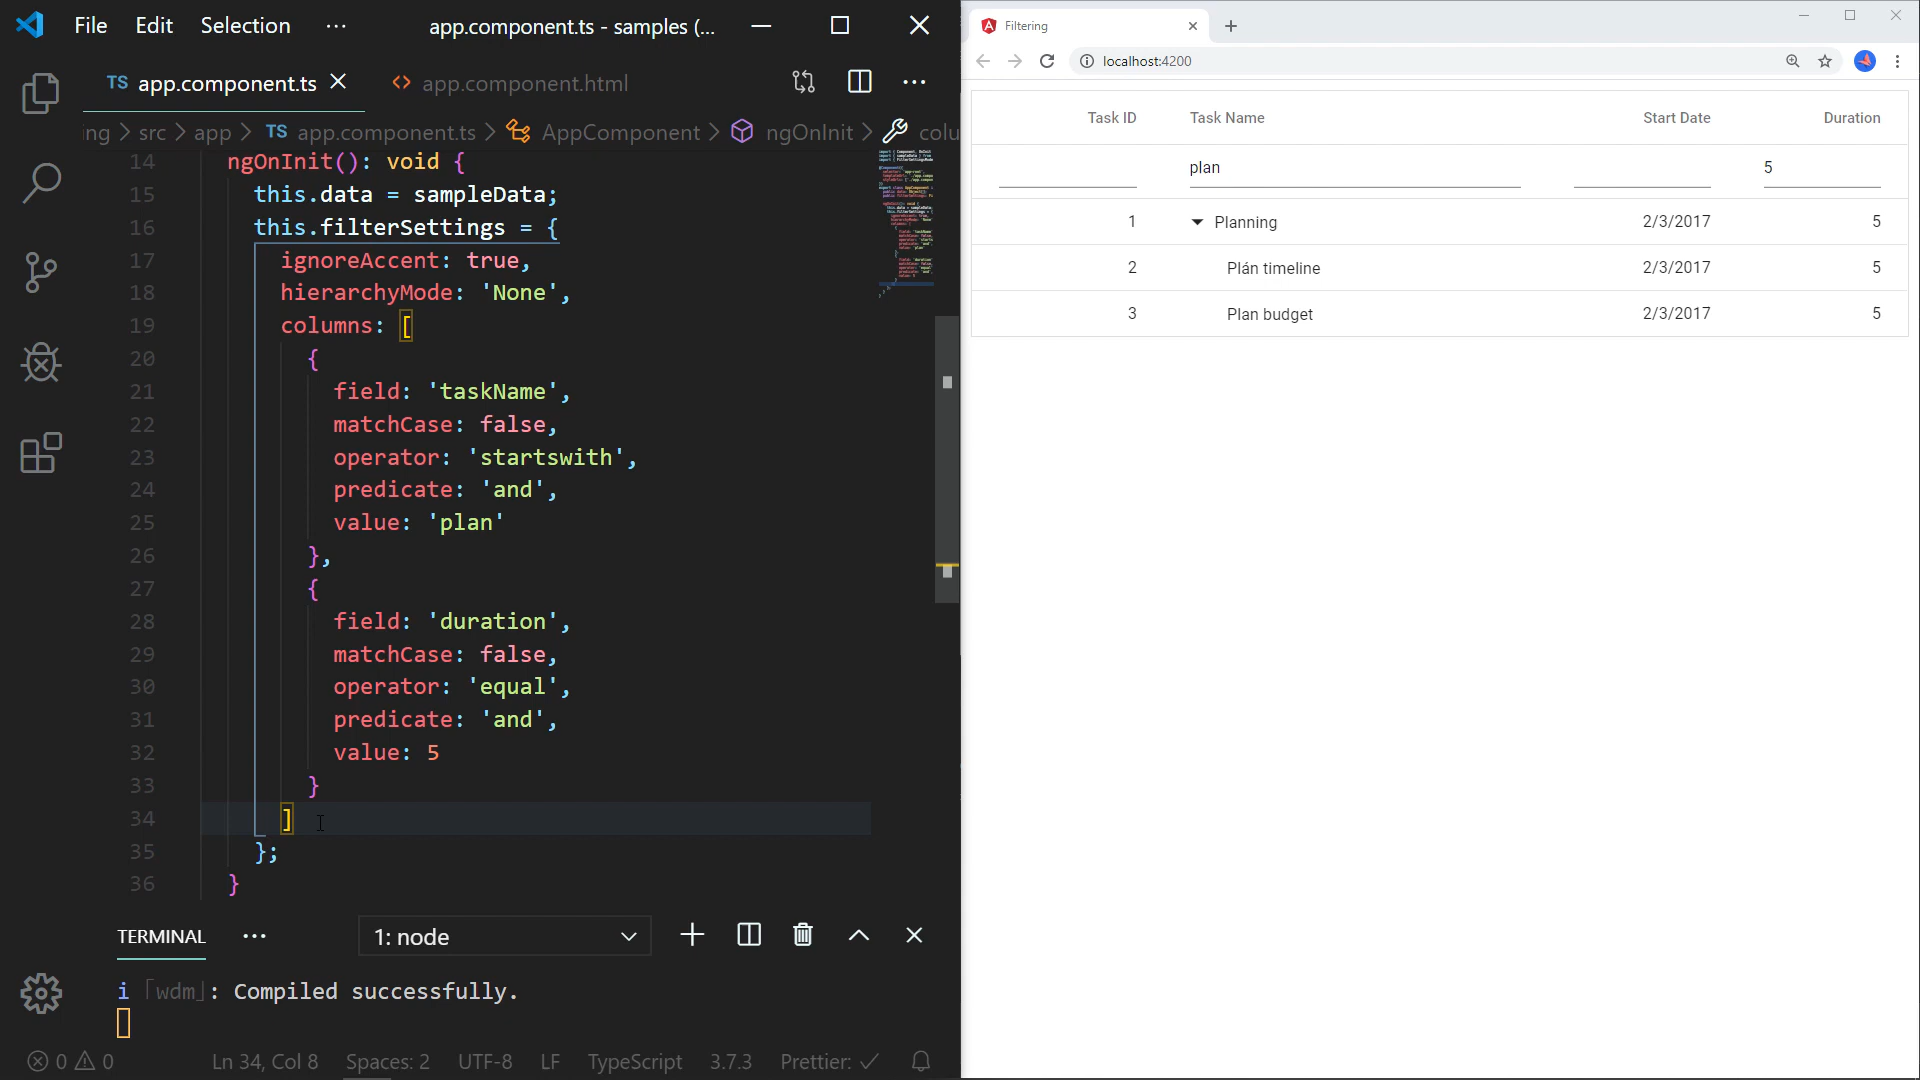 File Edit Selection ··· app.component.ts - samples (...
TS app.component.ts app.component.html ···
ing > src > app > TS app.component.ts > AppComponent > ngOnInit > colu
14 ngOnInit(): void {
15 this.data = sampleData;
16 this.filterSettings = {
17 ignoreAccent: true,
18 hierarchyMode: 'None',
19 columns: [
20 {
21 field: 'taskName',
22 matchCase: false,
23 operator: 'startswith',
24 predicate: 'and',
25 value: 'plan'
26 },
27 {
28 field: 'duration',
29 matchCase: false,
30 operator: 'equal',
31 predicate: 'and',
32 value: 5
33 }
34 ]
35 };
36 }
TERMINAL ··· 1: node
i ｢wdm｣: Compiled successfully.
0 0 Ln 34, Col 8 Spaces: 2 UTF-8 LF TypeScript 3.7.3 Prettier: ✓
Filtering
localhost:4200
Task ID Task Name Start Date Duration
plan 5
1 Planning 2/3/2017 5
2 Plán timeline 2/3/2017 5
3 Plan budget 2/3/2017 5